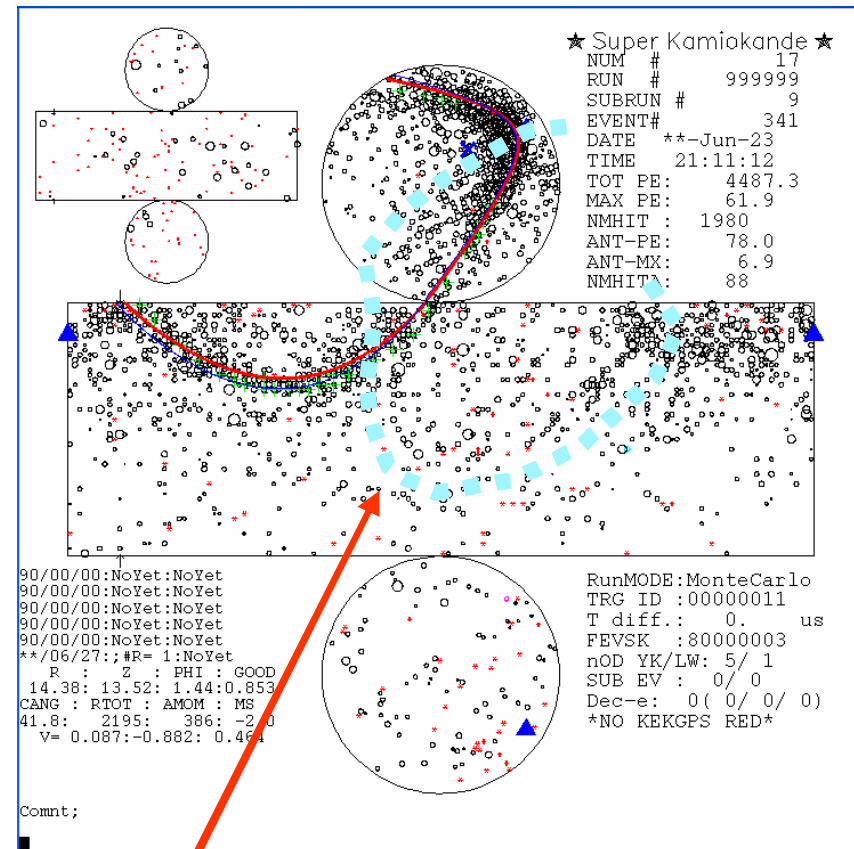 ★ Super Kamiokande ★
NUM # 17
RUN # 999999
SUBRUN # 9
EVENT# 341
DATE **-Jun-23
TIME 21:11:12
TOT PE: 4487.3
MAX PE: 61.9
NMHIT : 1980
ANT-PE: 78.0
ANT-MX: 6.9
NMHITA: 88
90/00/00:NoYet:NoYet
90/00/00:NoYet:NoYet
90/00/00:NoYet:NoYet
90/00/00:NoYet:NoYet
90/00/00:NoYet:NoYet
**/06/27:;#R= 1:NoYet
R : Z : PHI : GOOD
14.38: 13.52: 1.44:0.853
CANG : RTOT : AMOM : MS
41.8: 2195: 386:
V= 0.087:-0.882: 0.464
Comnt;
RunMODE:MonteCarlo
TRG ID :00000011
T diff.: 0. us
FEVSK :80000003
nOD YK/LW: 5/ 1
SUB EV : 0/ 0
Dec-e: 0( 0/ 0/ 0)
*NO KEKGPS RED*